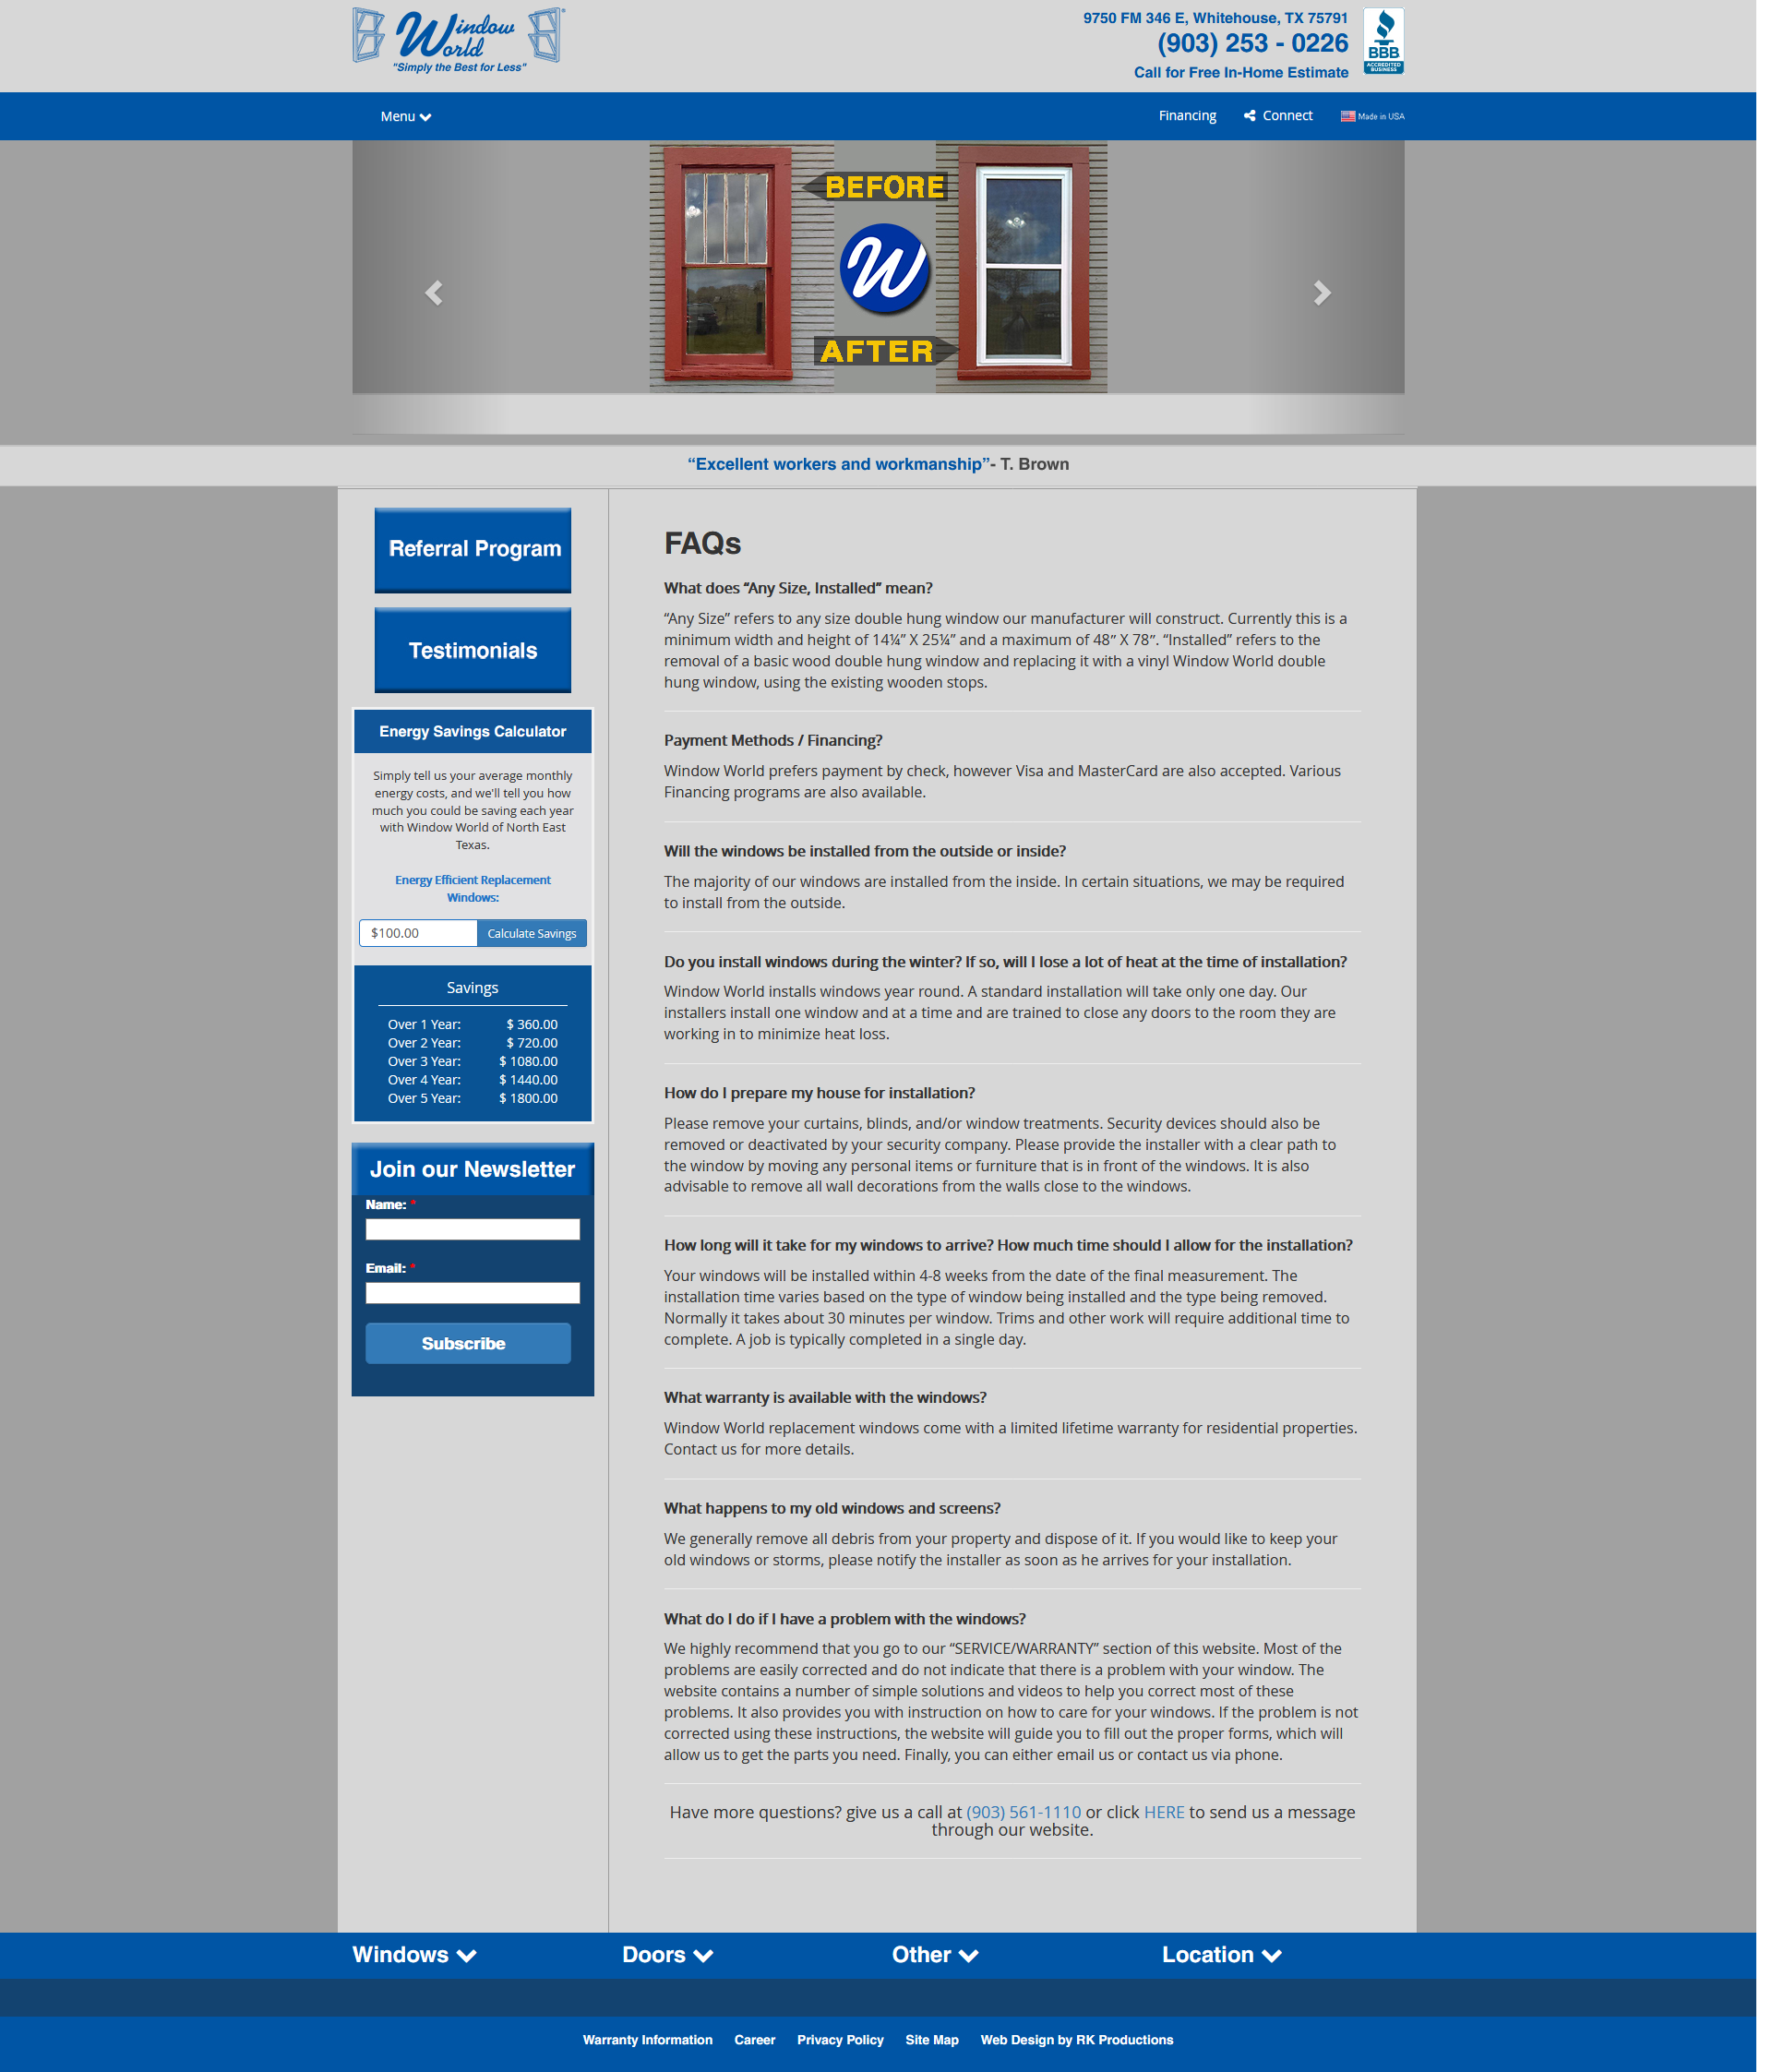 Window World®
"Simply the Best for Less"
9750 FM 346 E, Whitehouse, TX 75791
(903) 253 - 0226
Call for Free In-Home Estimate
BBB
ACCREDITED BUSINESS
Menu
Financing
Connect
Made in USA
BEFORE
W
AFTER
“Excellent workers and workmanship”- T. Brown
Referral Program
Testimonials
Energy Savings Calculator
Simply tell us your average monthly
energy costs, and we'll tell you how
much you could be saving each year
with Window World of North East
Texas.
Energy Efficient Replacement
Windows:
$100.00
Calculate Savings
Savings
Over 1 Year: $ 360.00
Over 2 Year: $ 720.00
Over 3 Year: $ 1080.00
Over 4 Year: $ 1440.00
Over 5 Year: $ 1800.00
Join our Newsletter
Name: *
Email: *
Subscribe
FAQs
What does “Any Size, Installed” mean?
“Any Size” refers to any size double hung window our manufacturer will construct. Currently this is a
minimum width and height of 14¼” X 25¼” and a maximum of 48″ X 78″. “Installed” refers to the
removal of a basic wood double hung window and replacing it with a vinyl Window World double
hung window, using the existing wooden stops.
Payment Methods / Financing?
Window World prefers payment by check, however Visa and MasterCard are also accepted. Various
Financing programs are also available.
Will the windows be installed from the outside or inside?
The majority of our windows are installed from the inside. In certain situations, we may be required
to install from the outside.
Do you install windows during the winter? If so, will I lose a lot of heat at the time of installation?
Window World installs windows year round. A standard installation will take only one day. Our
installers install one window and at a time and are trained to close any doors to the room they are
working in to minimize heat loss.
How do I prepare my house for installation?
Please remove your curtains, blinds, and/or window treatments. Security devices should also be
removed or deactivated by your security company. Please provide the installer with a clear path to
the window by moving any personal items or furniture that is in front of the windows. It is also
advisable to remove all wall decorations from the walls close to the windows.
How long will it take for my windows to arrive? How much time should I allow for the installation?
Your windows will be installed within 4-8 weeks from the date of the final measurement. The
installation time varies based on the type of window being installed and the type being removed.
Normally it takes about 30 minutes per window. Trims and other work will require additional time to
complete. A job is typically completed in a single day.
What warranty is available with the windows?
Window World replacement windows come with a limited lifetime warranty for residential properties.
Contact us for more details.
What happens to my old windows and screens?
We generally remove all debris from your property and dispose of it. If you would like to keep your
old windows or storms, please notify the installer as soon as he arrives for your installation.
What do I do if I have a problem with the windows?
We highly recommend that you go to our “SERVICE/WARRANTY” section of this website. Most of the
problems are easily corrected and do not indicate that there is a problem with your window. The
website contains a number of simple solutions and videos to help you correct most of these
problems. It also provides you with instruction on how to care for your windows. If the problem is not
corrected using these instructions, the website will guide you to fill out the proper forms, which will
allow us to get the parts you need. Finally, you can either email us or contact us via phone.
Have more questions? give us a call at (903) 561-1110 or click HERE to send us a message
through our website.
Windows
Doors
Other
Location
Warranty Information
Career
Privacy Policy
Site Map
Web Design by RK Productions